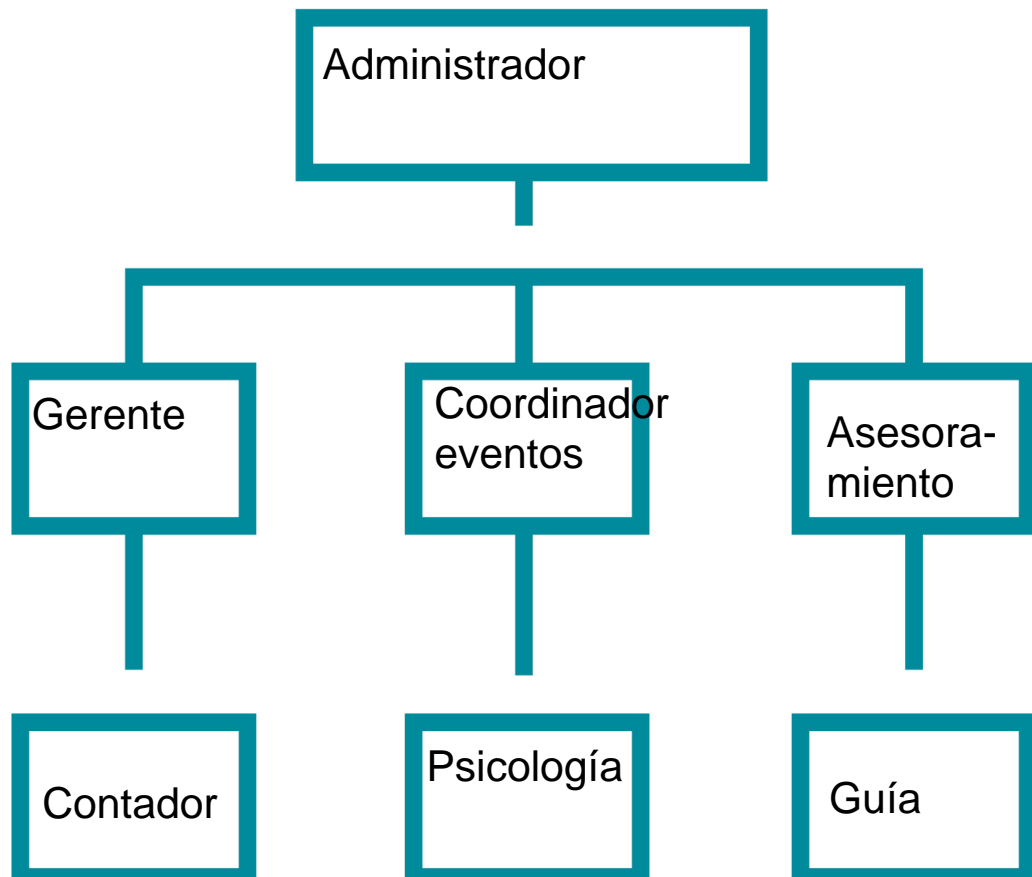 Administrador
Gerente
Coordinador
eventos
Asesora-
miento
Contador
Psicología
Guía